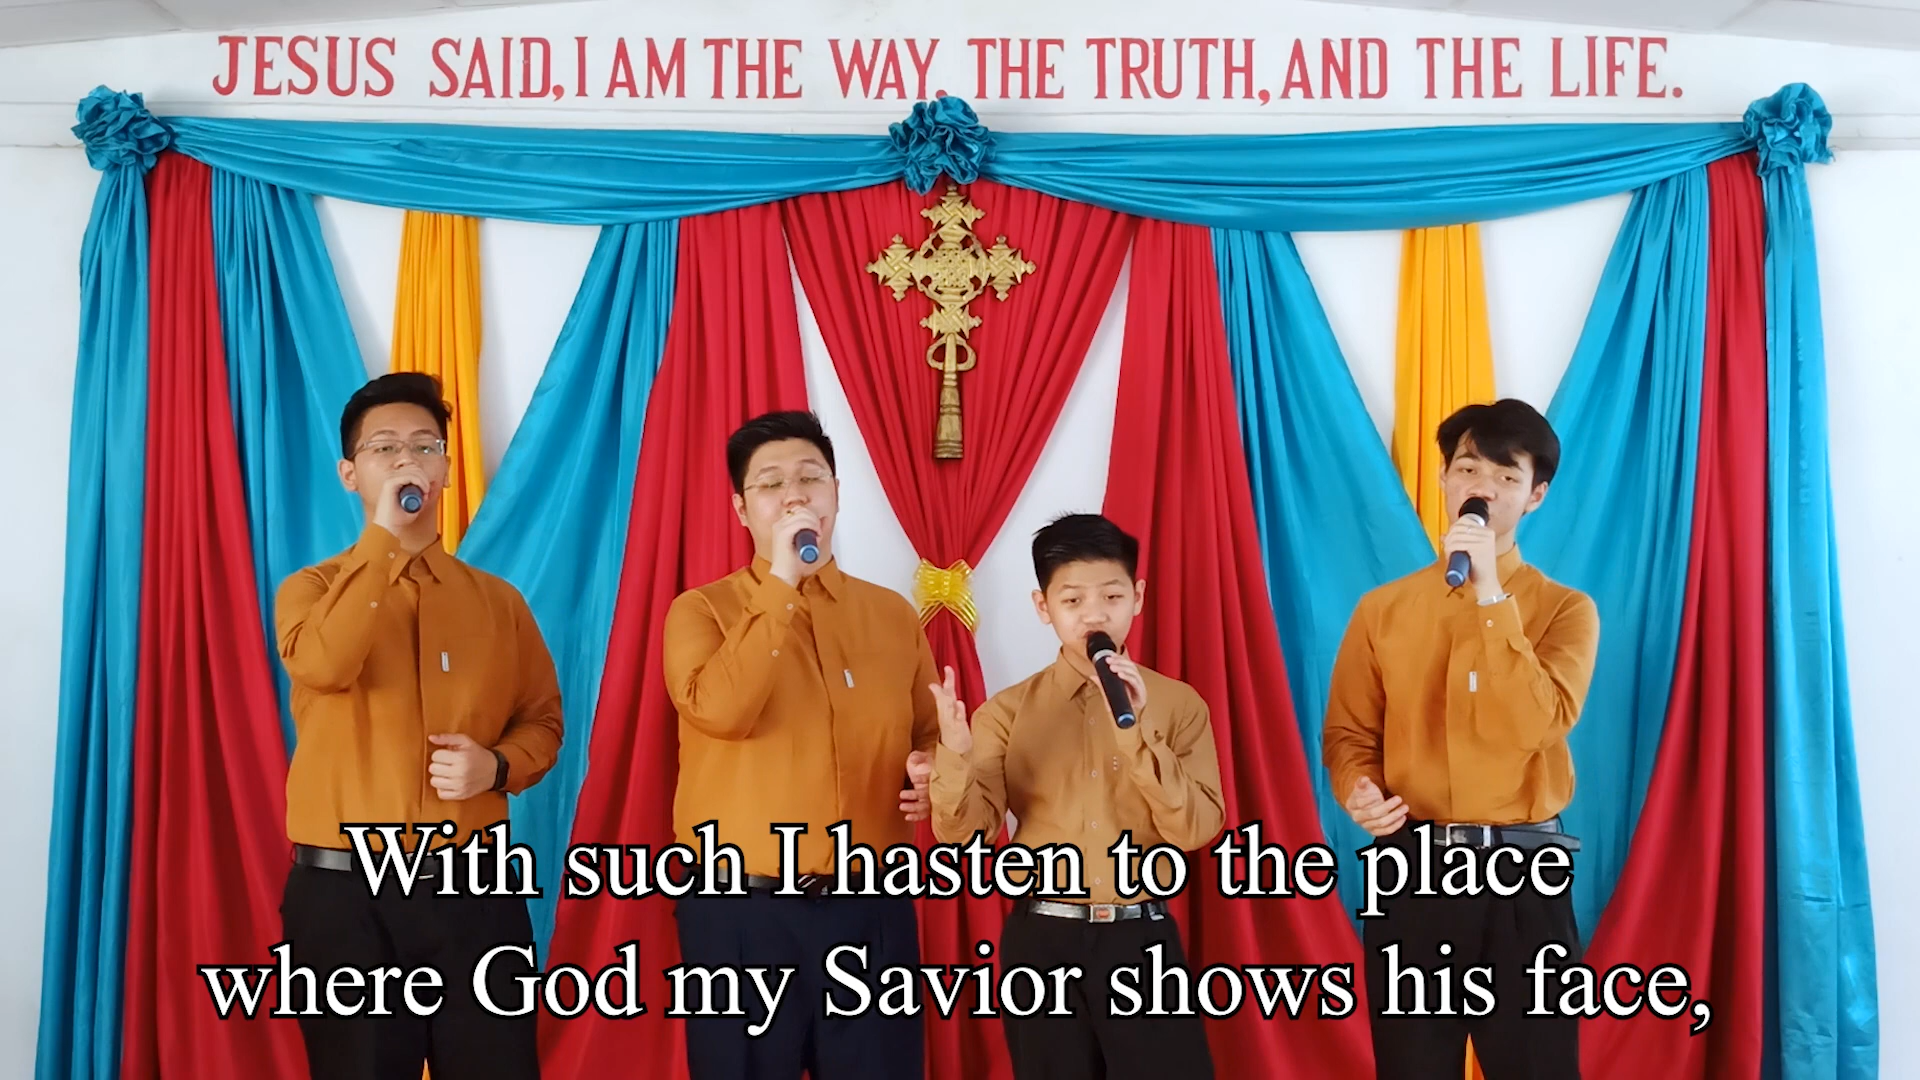 JESUS SAID, I AM THE WAY, THE TRUTH, AND THE LIFE.
With such I hasten to the place
where God my Savior shows his face,